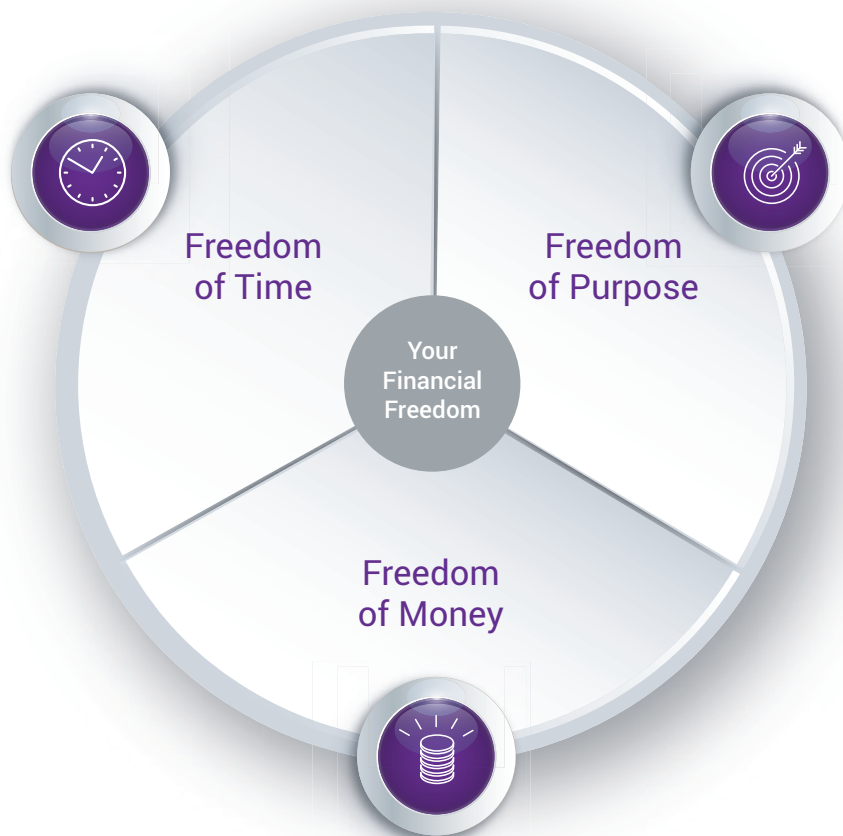 Freedom
of Time
Freedom
of Purpose
Your
Financial
Freedom
Freedom
of Money